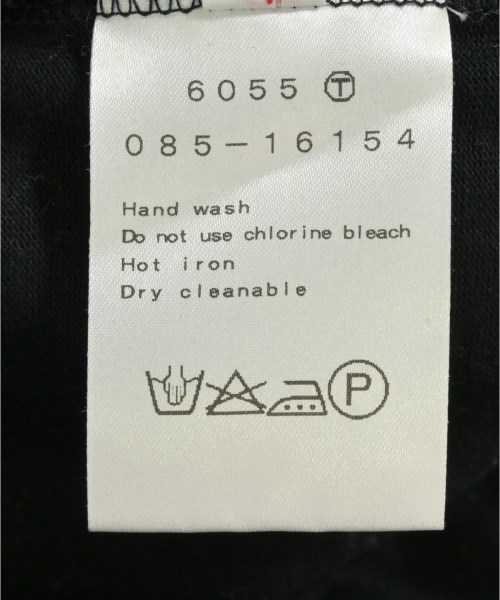 6055 Ⓣ
085-16154
Hand wash
Do not use chlorine bleach
Hot iron
Dry cleanable
P